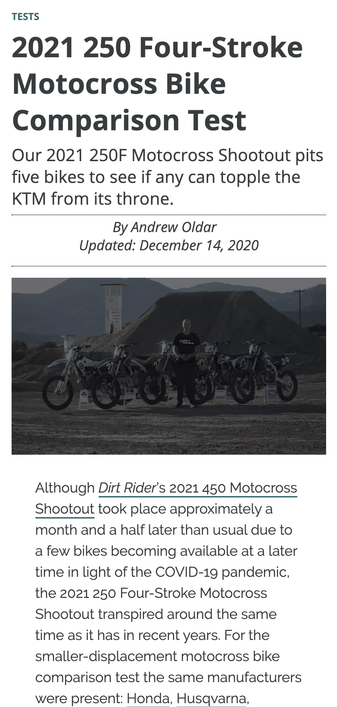 TESTS
2021 250 Four-Stroke
Motocross Bike
Comparison Test
Our 2021 250F Motocross Shootout pits
five bikes to see if any can topple the
KTM from its throne.
By Andrew Oldar
Updated: December 14, 2020
Although Dirt Rider's 2021 450 Motocross
Shootout took place approximately a
month and a half later than usual due to
a few bikes becoming available at a later
time in light of the COVID-19 pandemic,
the 2021 250 Four-Stroke Motocross
Shootout transpired around the same
time as it has in recent years. For the
smaller-displacement motocross bike
comparison test the same manufacturers
were present: Honda, Husqvarna,